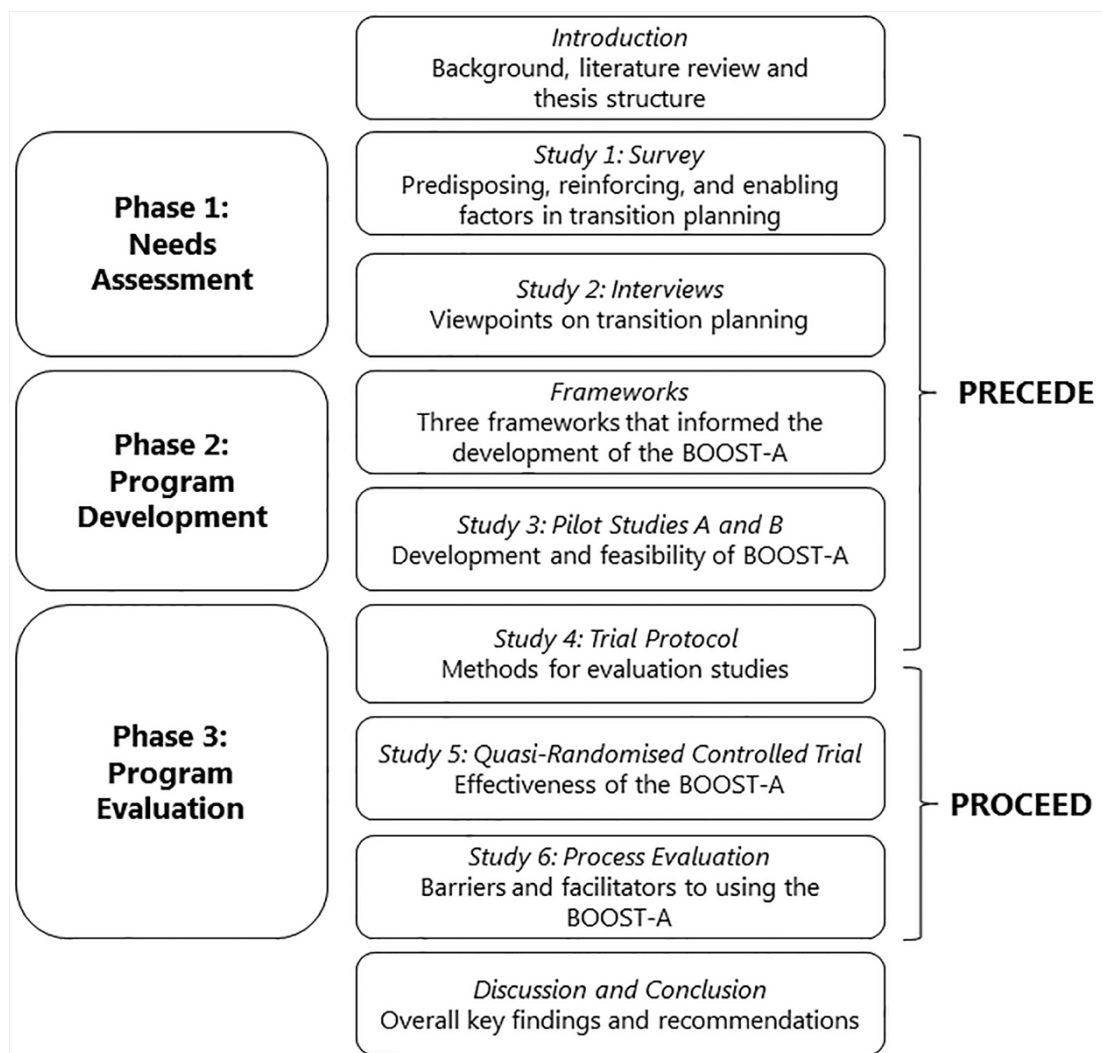 Introduction
Background, literature review and
thesis structure
Phase 1:
Needs
Assessment
Study 1: Survey
Predisposing, reinforcing, and enabling
factors in transition planning
Study 2: Interviews
Viewpoints on transition planning
Phase 2:
Program
Development
Frameworks
Three frameworks that informed the
development of the BOOST-A
Study 3: Pilot Studies A and B
Development and feasibility of BOOST-A
PRECEDE
Phase 3:
Program
Evaluation
Study 4: Trial Protocol
Methods for evaluation studies
Study 5: Quasi-Randomised Controlled Trial
Effectiveness of the BOOST-A
Study 6: Process Evaluation
Barriers and facilitators to using the
BOOST-A
PROCEED
Discussion and Conclusion
Overall key findings and recommendations